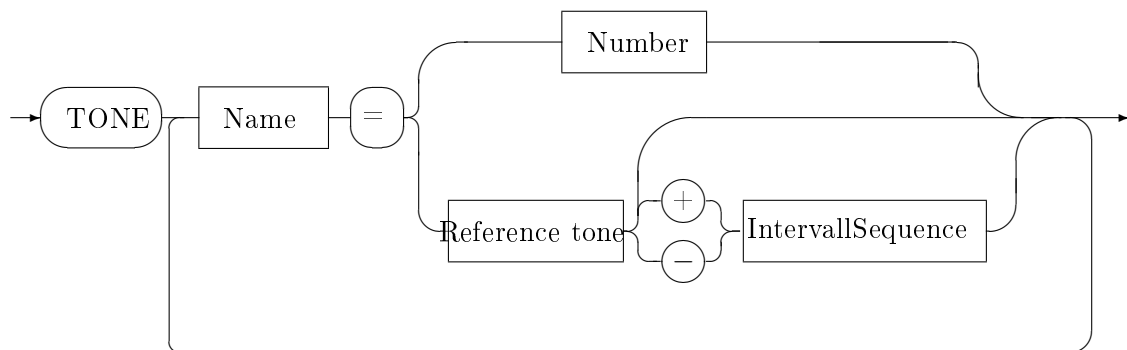 Number
TONE Name =
+
Reference tone IntervallSequence
−